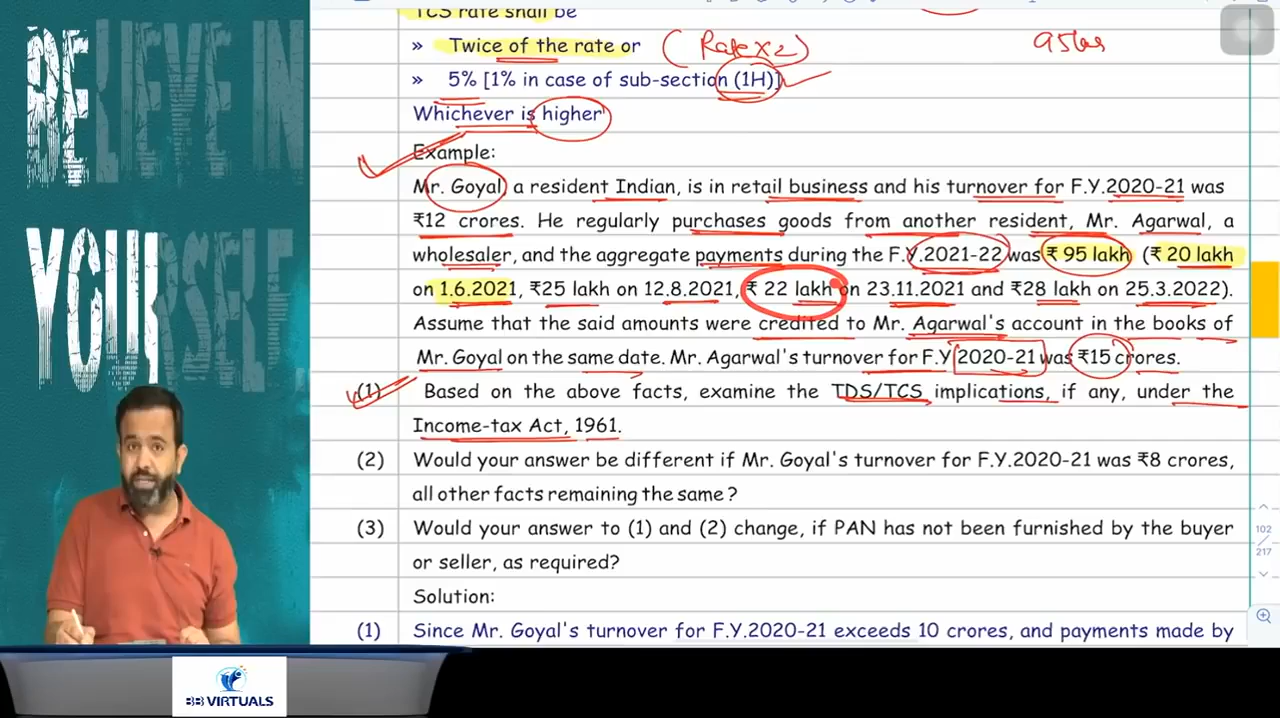 BELIEVE IN
YOURSELF
TCS rate shall be
» Twice of the rate or (Rate×2)
» 5% [1% in case of sub-section (1H)]
Whichever is higher
Example:
Mr. Goyal, a resident Indian, is in retail business and his turnover for F.Y.2020-21 was
₹12 crores. He regularly purchases goods from another resident, Mr. Agarwal, a
wholesaler, and the aggregate payments during the F.Y.2021-22 was ₹ 95 lakh (₹ 20 lakh
on 1.6.2021, ₹25 lakh on 12.8.2021, ₹ 22 lakh on 23.11.2021 and ₹28 lakh on 25.3.2022).
Assume that the said amounts were credited to Mr. Agarwal's account in the books of
Mr. Goyal on the same date. Mr. Agarwal's turnover for F.Y 2020-21 was ₹15 crores.
(1) Based on the above facts, examine the TDS/TCS implications, if any, under the
Income-tax Act, 1961.
(2) Would your answer be different if Mr. Goyal's turnover for F.Y.2020-21 was ₹8 crores,
all other facts remaining the same?
(3) Would your answer to (1) and (2) change, if PAN has not been furnished by the buyer
or seller, as required?
Solution:
(1) Since Mr. Goyal's turnover for F.Y.2020-21 exceeds 10 crores, and payments made by
102
217
BB VIRTUALS